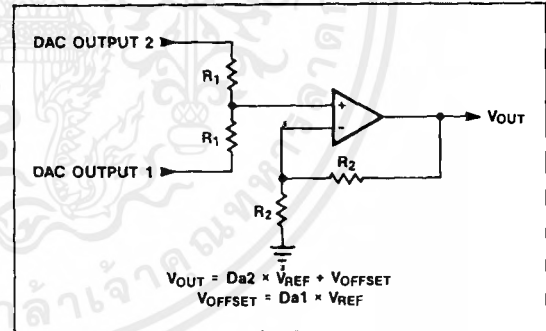 DAC OUTPUT 2
R1
+
VOUT
R1
-
DAC OUTPUT 1
R2
R2
VOUT = Da2 × VREF + VOFFSET
VOFFSET = Da1 × VREF